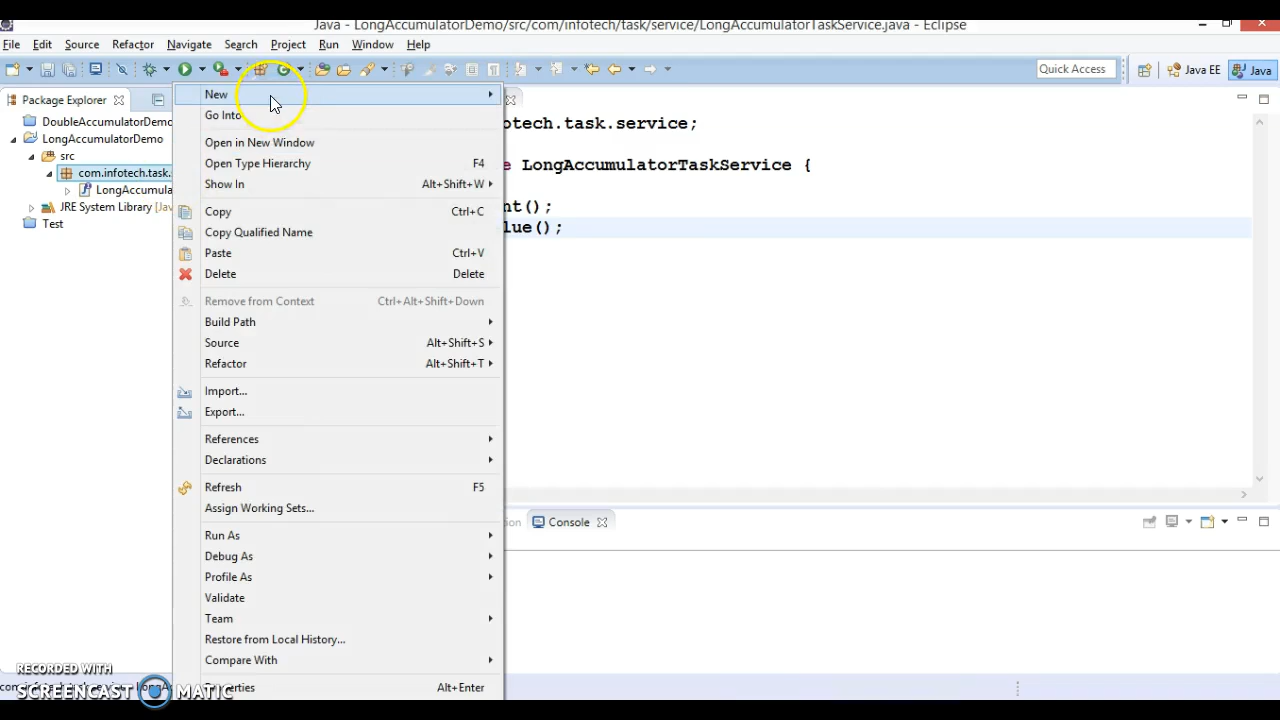 Java - LongAccumulatorDemo/src/com/infotech/task/service/LongAccumulatorTaskService.java - Eclipse
File Edit Source Refactor Navigate Search Project Run Window Help
Quick Access Java EE Java
Package Explorer
DoubleAccumulatorDemo
LongAccumulatorDemo
src
com.infotech.task.
LongAccumula
JRE System Library [Jav
Test
New
Go Into
Open in New Window
Open Type Hierarchy F4
Show In Alt+Shift+W
Copy Ctrl+C
Copy Qualified Name
Paste Ctrl+V
Delete Delete
Remove from Context Ctrl+Alt+Shift+Down
Build Path
Source Alt+Shift+S
Refactor Alt+Shift+T
Import...
Export...
References
Declarations
Refresh F5
Assign Working Sets...
Run As
Debug As
Profile As
Validate
Team
Restore from Local History...
Compare With
Properties Alt+Enter
otech.task.service;
e LongAccumulatorTaskService {
nt();
lue();
ion Console
RECORDED WITH
SCREENCAST MATIC